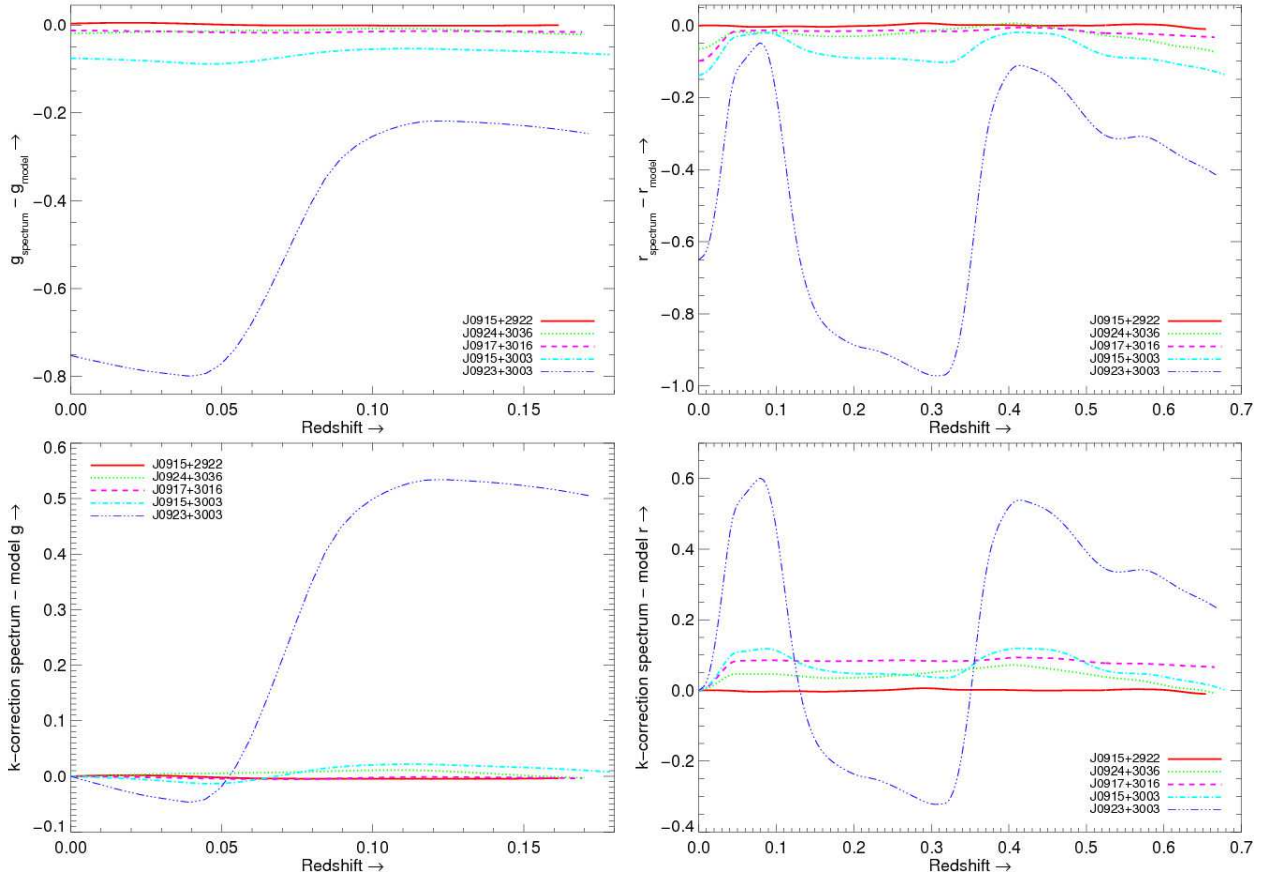 g_spectrum − g_model →
0.0
−0.2
−0.4
−0.6
−0.8
J0915+2922
J0924+3036
J0917+3016
J0915+3003
J0923+3003
0.00 0.05 0.10 0.15
Redshift →
r_spectrum − r_model →
0.0
−0.2
−0.4
−0.6
−0.8
−1.0
J0915+2922
J0924+3036
J0917+3016
J0915+3003
J0923+3003
0.0 0.1 0.2 0.3 0.4 0.5 0.6 0.7
Redshift →
k−correction spectrum − model g →
0.6
0.5
0.4
0.3
0.2
0.1
0.0
−0.1
J0915+2922
J0924+3036
J0917+3016
J0915+3003
J0923+3003
0.00 0.05 0.10 0.15
Redshift →
k−correction spectrum − model r →
0.6
0.4
0.2
0.0
−0.2
−0.4
J0915+2922
J0924+3036
J0917+3016
J0915+3003
J0923+3003
0.0 0.1 0.2 0.3 0.4 0.5 0.6 0.7
Redshift →